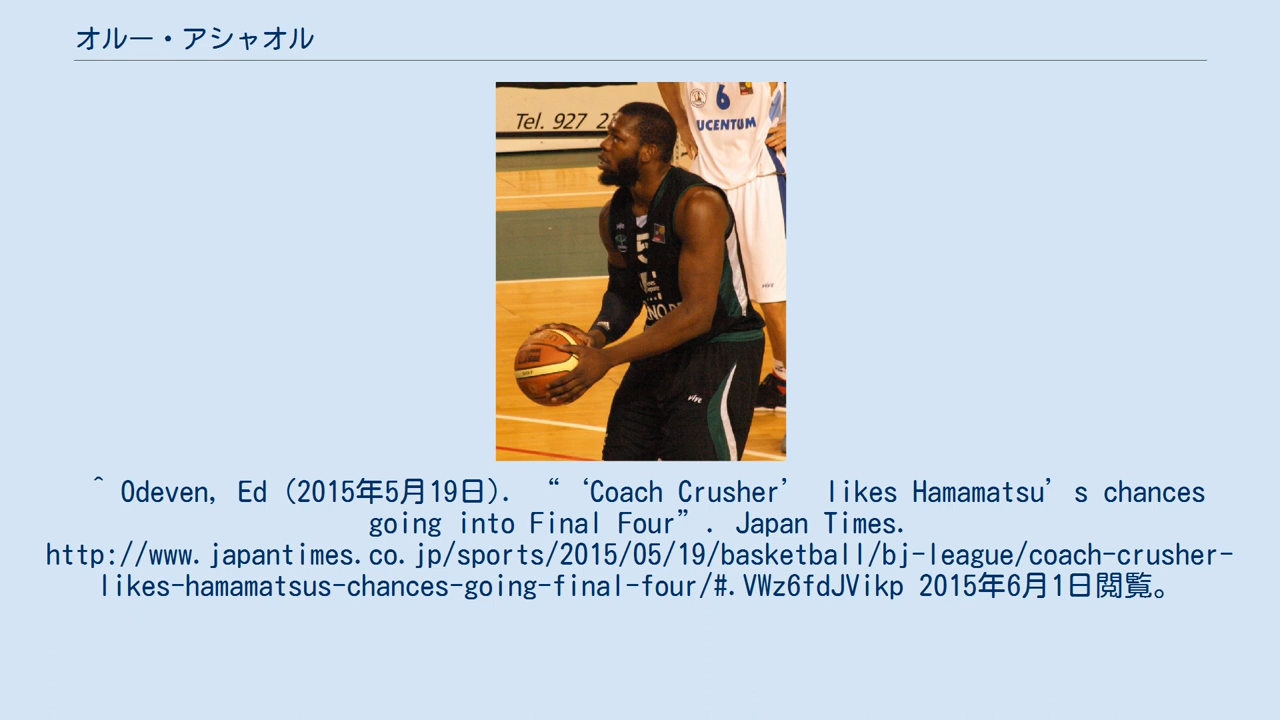 オルー・アシャオル
Tel. 927 2
6
UCENTUM
5
^ Odeven, Ed (2015年5月19日). “‘Coach Crusher’ likes Hamamatsu’s chances
going into Final Four”. Japan Times.
http://www.japantimes.co.jp/sports/2015/05/19/basketball/bj-league/coach-crusher-
likes-hamamatsus-chances-going-final-four/#.VWz6fdJVikp 2015年6月1日閲覧。